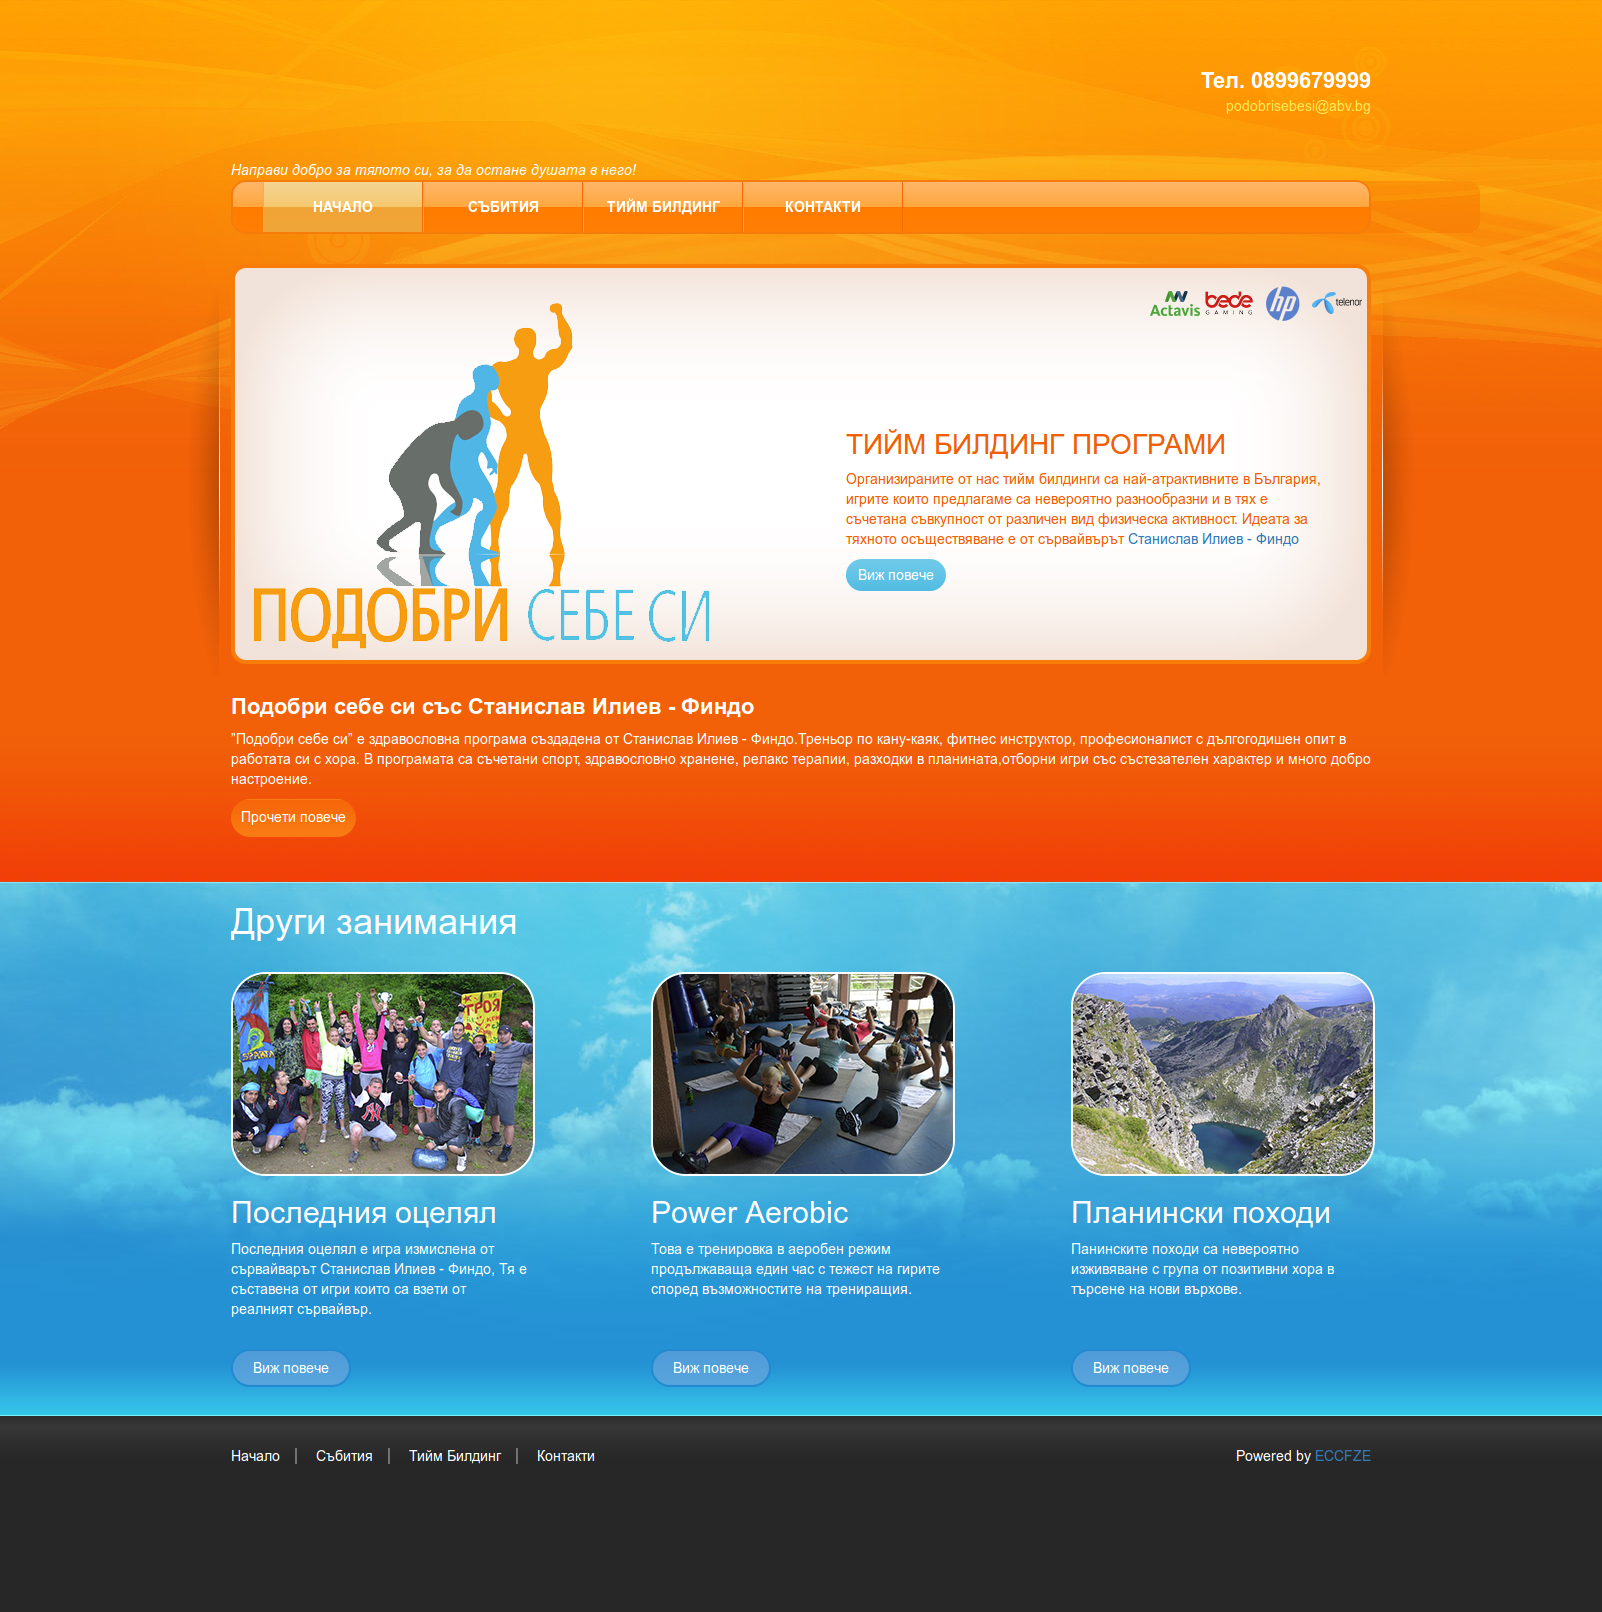 Тел. 0899679999
podobrisebesi@abv.bg
Направи добро за тялото си, за да остане душата в него!
НАЧАЛО СЪБИТИЯ ТИЙМ БИЛДИНГ КОНТАКТИ
Actavis bede GAMING hp telenor
ТИЙМ БИЛДИНГ ПРОГРАМИ
Организираните от нас тийм билдинги са най-атрактивните в България,
игрите които предлагаме са невероятно разнообразни и в тях е
съчетана съвкупност от различен вид физическа активност. Идеата за
тяхното осъществяване е от сървайвърът Станислав Илиев - Финдо
Виж повече
ПОДОБРИ СЕБЕ СИ
Подобри себе си със Станислав Илиев - Финдо
"Подобри себе си" е здравословна програма създадена от Станислав Илиев - Финдо.Треньор по кану-каяк, фитнес инструктор, професионалист с дългогодишен опит в
работата си с хора. В програмата са съчетани спорт, здравословно хранене, релакс терапии, разходки в планината,отборни игри със състезателен характер и много добро
настроение.
Прочети повече
Други занимания
ТРОЯ
Последния оцелял
Последния оцелял е игра измислена от
сървайварът Станислав Илиев - Финдо, Тя е
съставена от игри които са взети от
реалният сървайвър.
Виж повече
Power Aerobic
Това е тренировка в аеробен режим
продължаваща един час с тежест на гирите
според възможностите на трениращия.
Виж повече
Планински походи
Панинските походи са невероятно
изживяване с група от позитивни хора в
търсене на нови върхове.
Виж повече
Начало | Събития | Тийм Билдинг | Контакти
Powered by ECCFZE